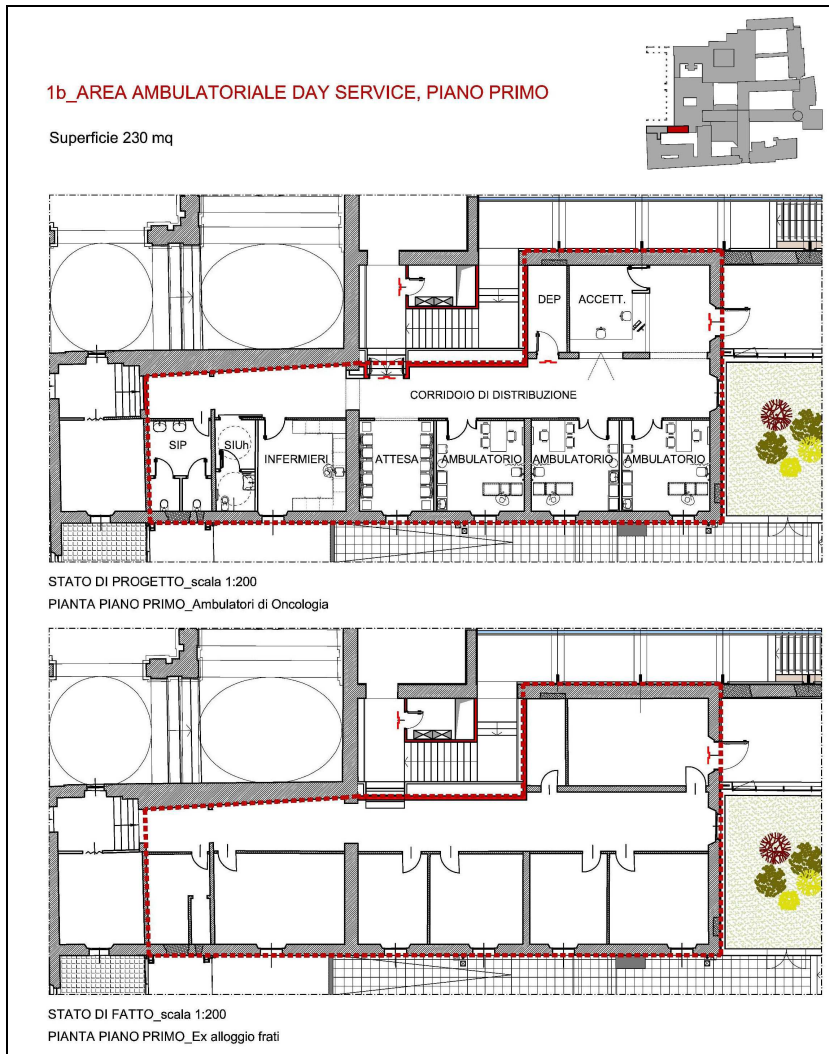 1b_AREA AMBULATORIALE DAY SERVICE, PIANO PRIMO
Superficie 230 mq
DEP
ACCETT.
CORRIDOIO DI DISTRIBUZIONE
SIP
SIUh
INFERMIERI
ATTESA
AMBULATORIO
AMBULATORIO
AMBULATORIO
STATO DI PROGETTO_scala 1:200
PIANTA PIANO PRIMO_Ambulatori di Oncologia
STATO DI FATTO_scala 1:200
PIANTA PIANO PRIMO_Ex alloggio frati